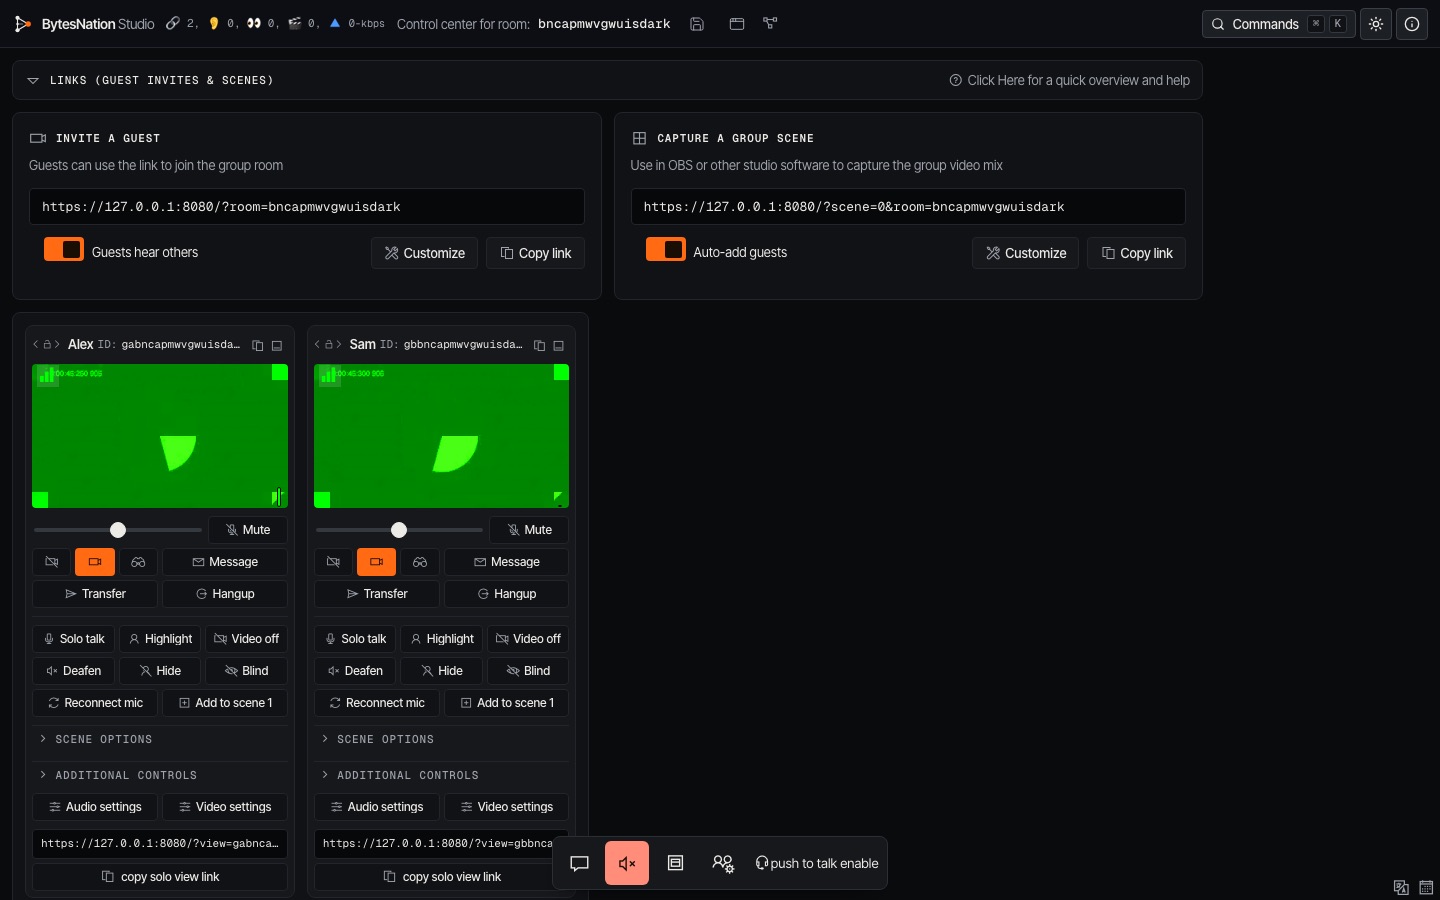 BytesNation Studio 2, 0, 0, 0, 0-kbps Control center for room: bncapmwvgwuisdark Commands ⌘ K
LINKS (GUEST INVITES & SCENES) Click Here for a quick overview and help
INVITE A GUEST
Guests can use the link to join the group room
https://127.0.0.1:8080/?room=bncapmwvgwuisdark
Guests hear others Customize Copy link
CAPTURE A GROUP SCENE
Use in OBS or other studio software to capture the group video mix
https://127.0.0.1:8080/?scene=0&room=bncapmwvgwuisdark
Auto-add guests Customize Copy link
Alex ID: gabncapmwvgwuisda…
Mute
Message
Transfer Hangup
Solo talk Highlight Video off
Deafen Hide Blind
Reconnect mic Add to scene 1
SCENE OPTIONS
ADDITIONAL CONTROLS
Audio settings Video settings
https://127.0.0.1:8080/?view=gabnca…
copy solo view link
Sam ID: gbbncapmwvgwuisda…
Mute
Message
Transfer Hangup
Solo talk Highlight Video off
Deafen Hide Blind
Reconnect mic Add to scene 1
SCENE OPTIONS
ADDITIONAL CONTROLS
Audio settings Video settings
https://127.0.0.1:8080/?view=gbbnc
copy solo view link
push to talk enable